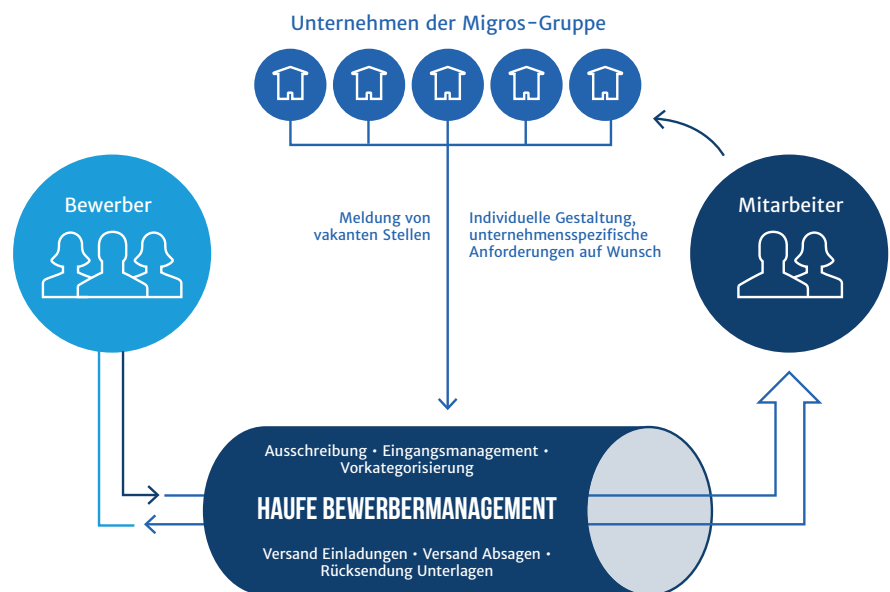 Unternehmen der Migros-Gruppe
Bewerber
Meldung von
vakanten Stellen
Individuelle Gestaltung,
unternehmensspezifische
Anforderungen auf Wunsch
Mitarbeiter
Ausschreibung • Eingangsmanagement •
Vorkategorisierung
HAUFE BEWERBERMANAGEMENT
Versand Einladungen • Versand Absagen •
Rücksendung Unterlagen